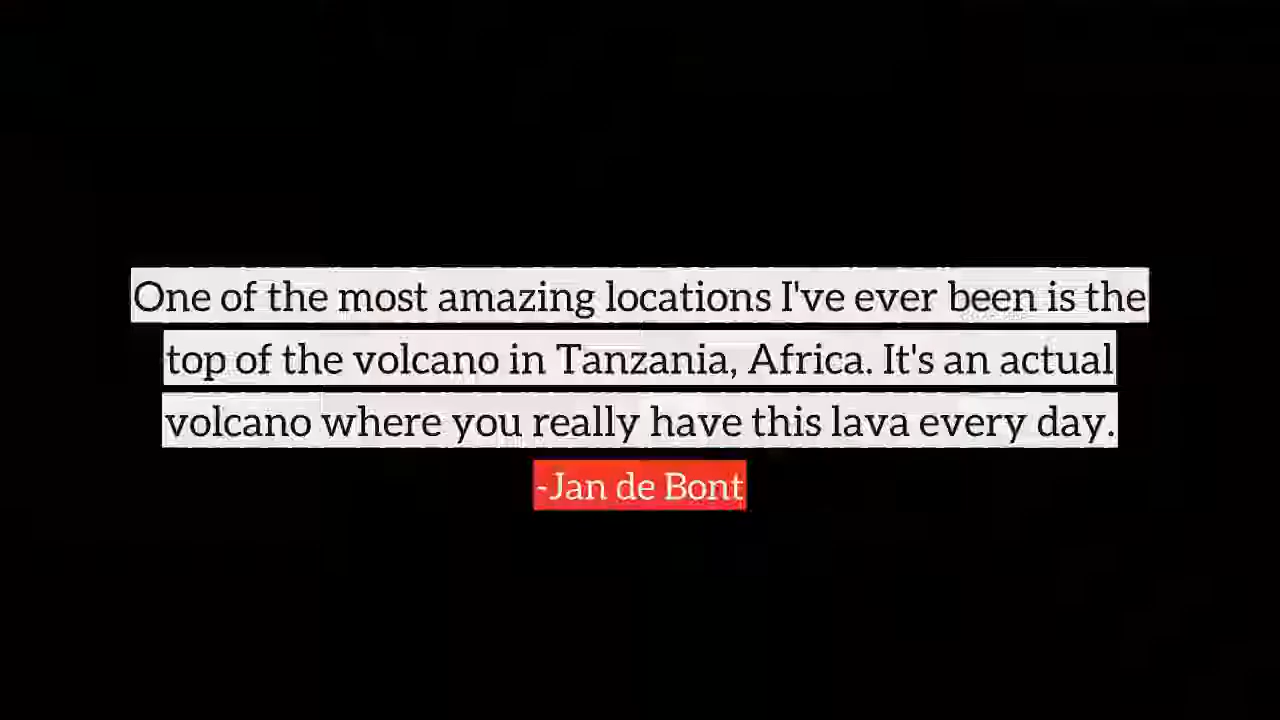 One of the most amazing locations I've ever been is the
top of the volcano in Tanzania, Africa. It's an actual
volcano where you really have this lava every day.
-Jan de Bont